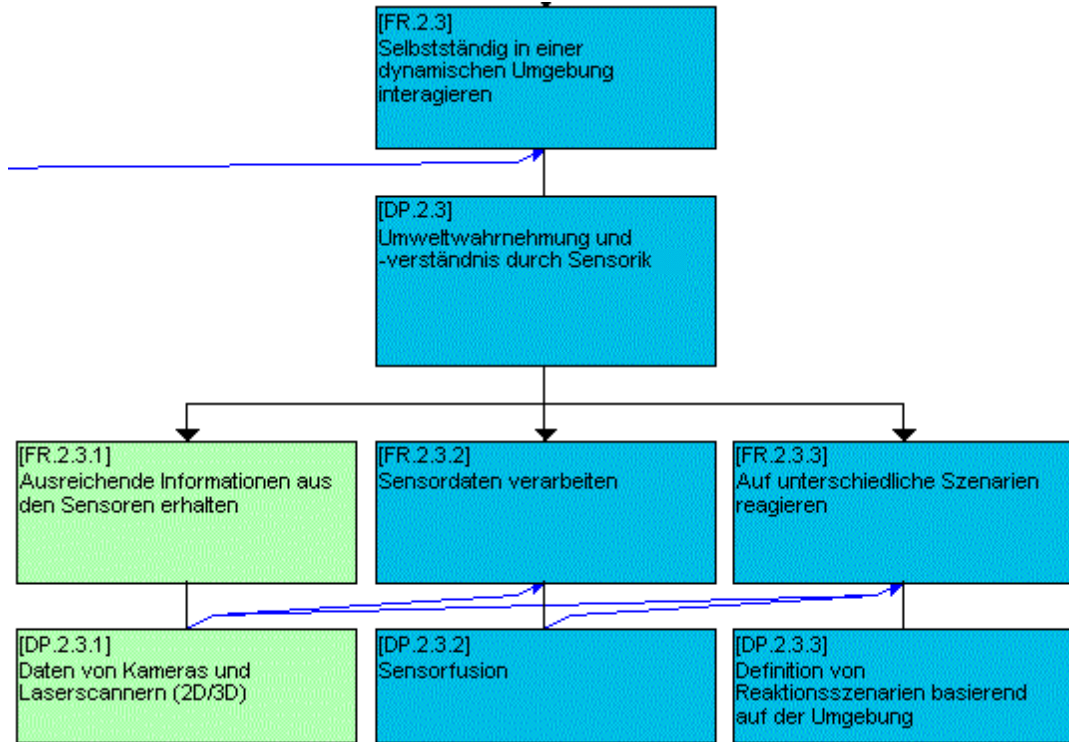 [FR.2.3]
Selbstständig in einer
dynamischen Umgebung
interagieren
[DP.2.3]
Umweltwahrnehmung und
-verständnis durch Sensorik
[FR.2.3.1]
Ausreichende Informationen aus
den Sensoren erhalten
[FR.2.3.2]
Sensordaten verarbeiten
[FR.2.3.3]
Auf unterschiedliche Szenarien
reagieren
[DP.2.3.1]
Daten von Kameras und
Laserscannern (2D/3D)
[DP.2.3.2]
Sensorfusion
[DP.2.3.3]
Definition von
Reaktionsszenarien basierend
auf der Umgebung